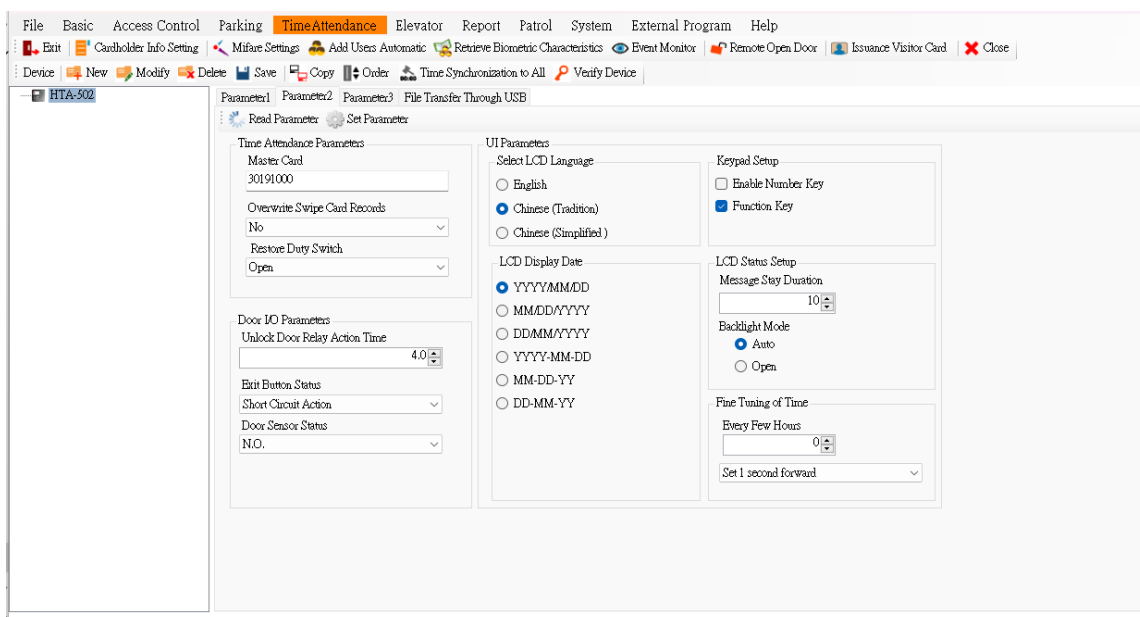 File Basic Access Control Parking TimeAttendance Elevator Report Patrol System External Program Help
Exit Cardholder Info Setting Mifare Settings Add Users Automatic Retrieve Biometric Characteristics Event Monitor Remote Open Door Issuance Visitor Card Close
Device New Modify Delete Save Copy Order Time Synchronization to All Verify Device
HTA-502
Parameter1 Parameter2 Parameter3 File Transfer Through USB
Read Parameter Set Parameter
Time Attendance Parameters
Master Card
30191000
Overwrite Swipe Card Records
No
Restore Duty Switch
Open
Door I/O Parameters
Unlock Door Relay Action Time
4.0
Exit Button Status
Short Circuit Action
Door Sensor Status
N.O.
UI Parameters
Select LCD Language
English
Chinese (Tradition)
Chinese (Simplified )
LCD Display Date
YYYY/MM/DD
MM/DD/YYYY
DD/MM/YYYY
YYYY-MM-DD
MM-DD-YY
DD-MM-YY
Keypad Setup
Enable Number Key
Function Key
LCD Status Setup
Message Stay Duration
10
Backlight Mode
Auto
Open
Fine Tuning of Time
Every Few Hours
0
Set 1 second forward